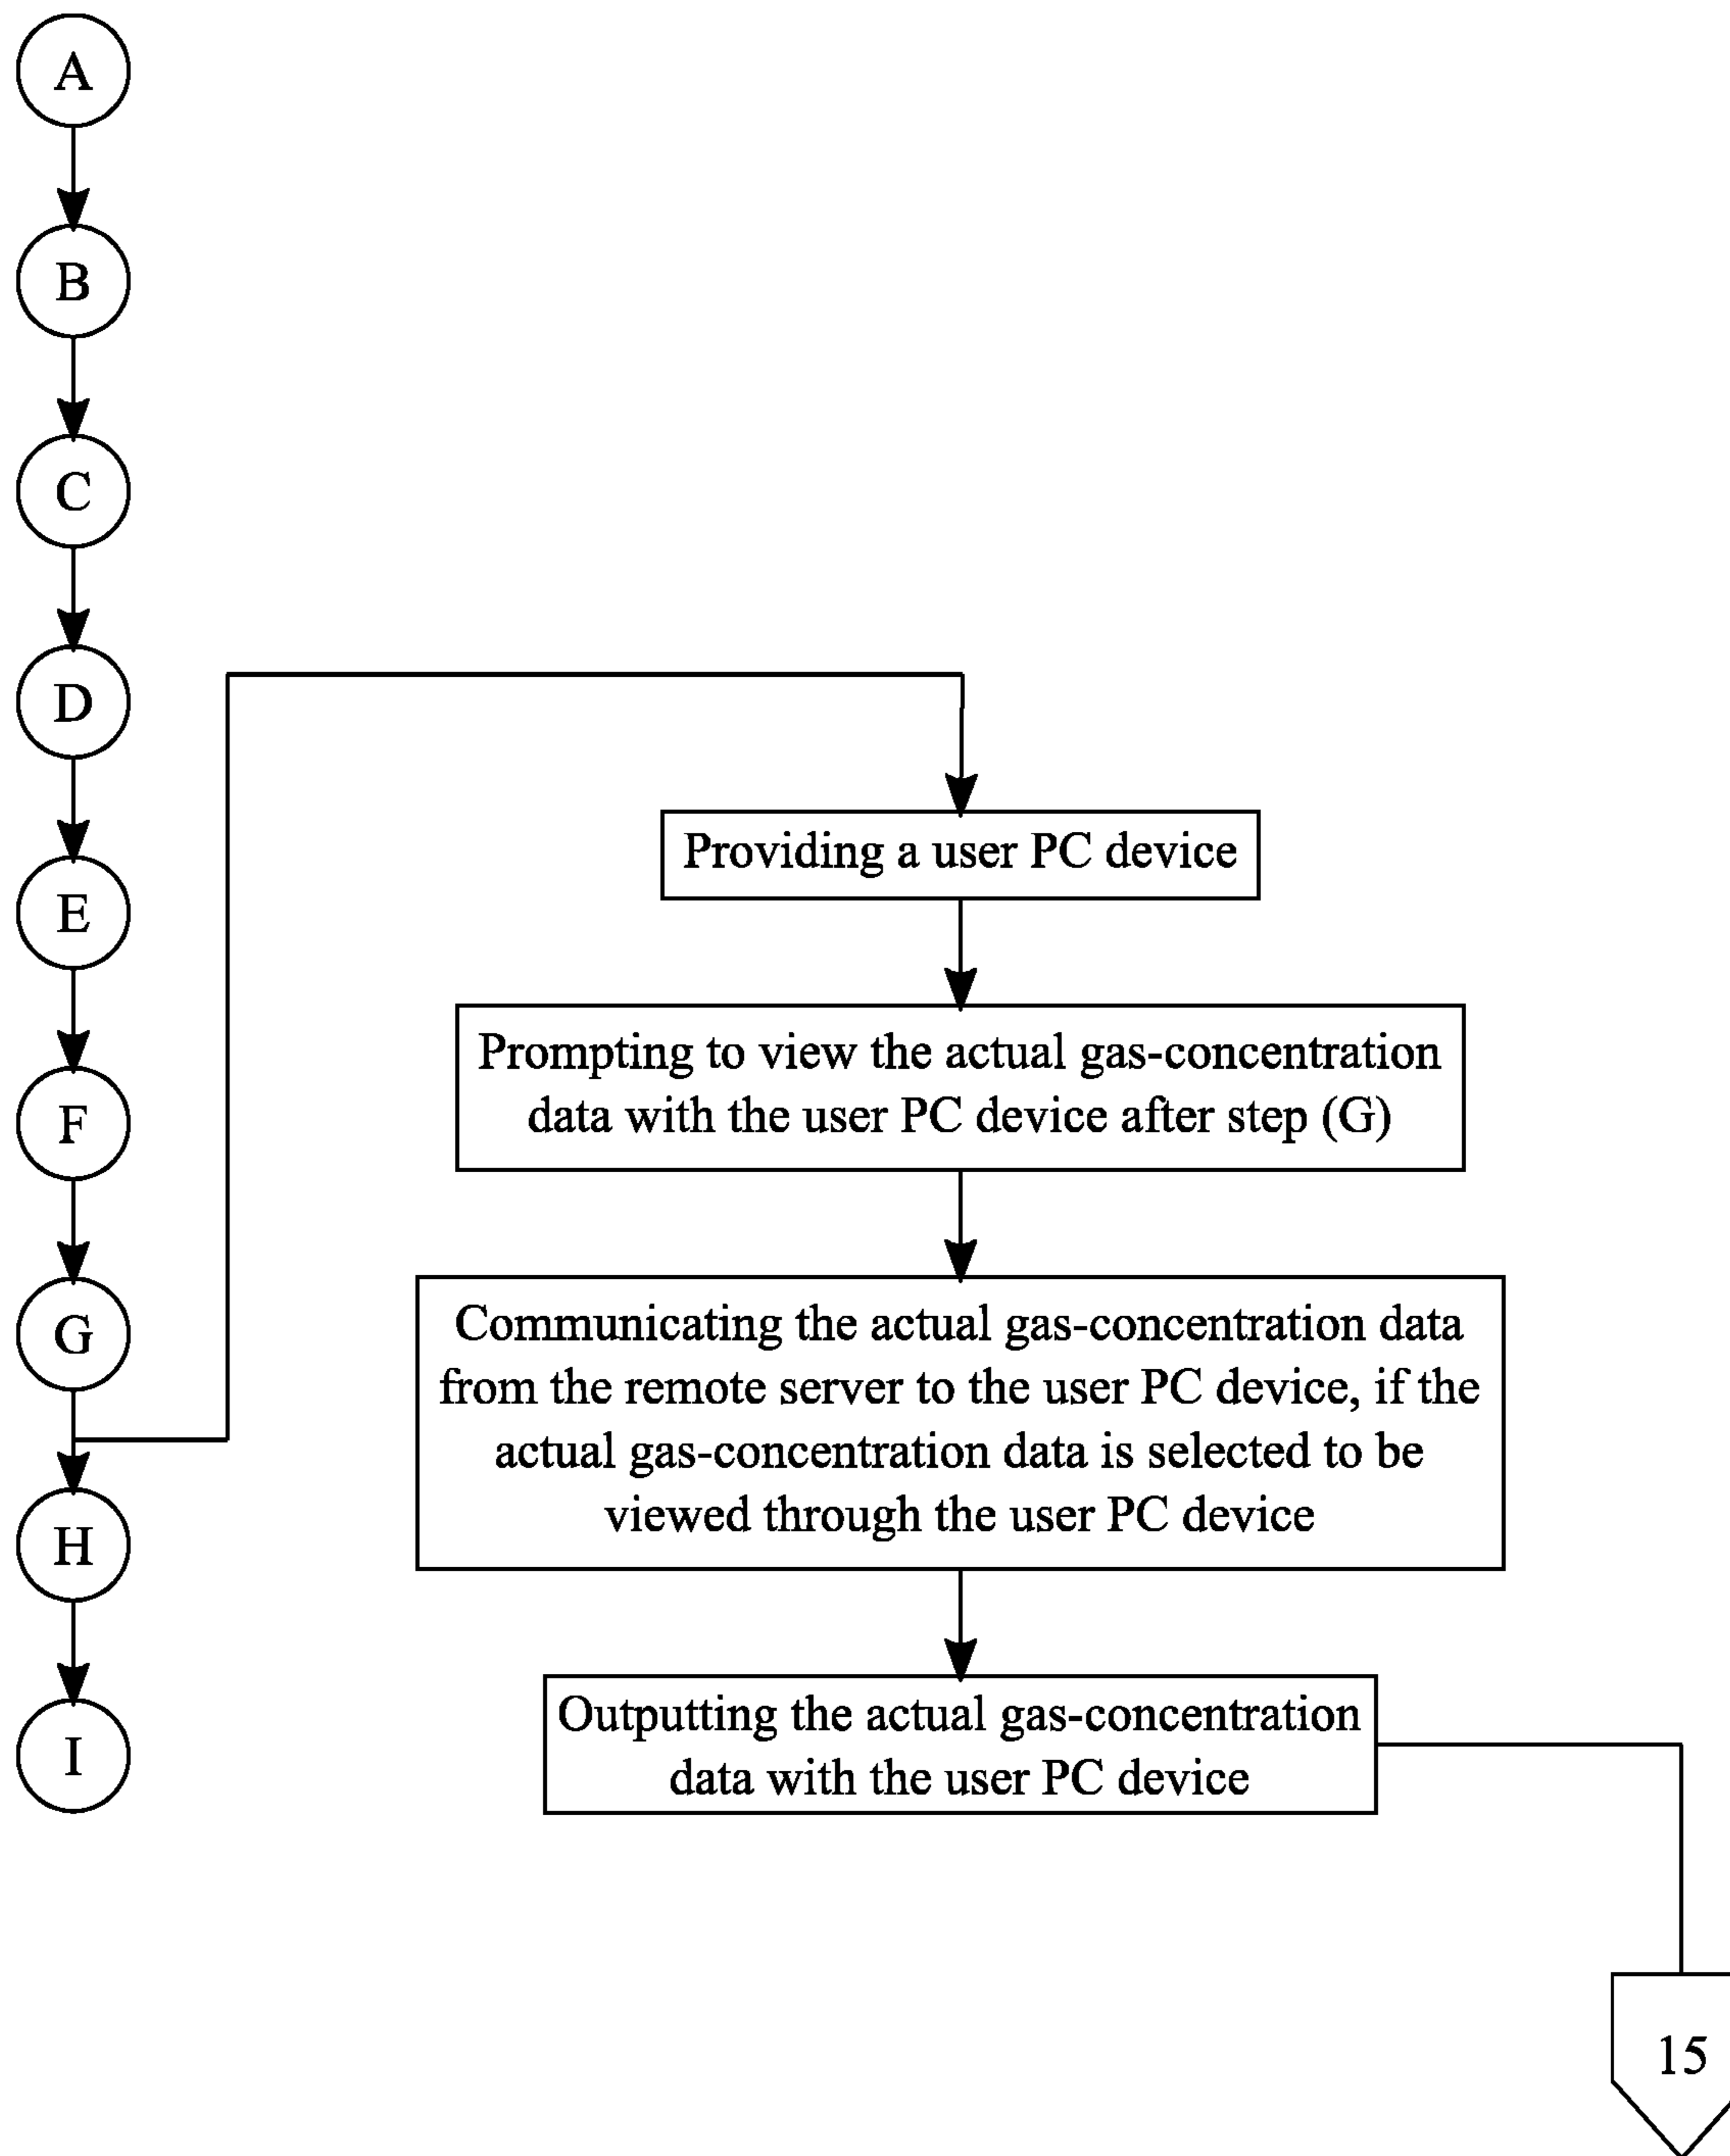 A
B
C
D
E
F
G
H
I
Providing a user PC device
Prompting to view the actual gas-concentration
data with the user PC device after step (G)
Communicating the actual gas-concentration data
from the remote server to the user PC device, if the
actual gas-concentration data is selected to be
viewed through the user PC device
Outputting the actual gas-concentration
data with the user PC device
15